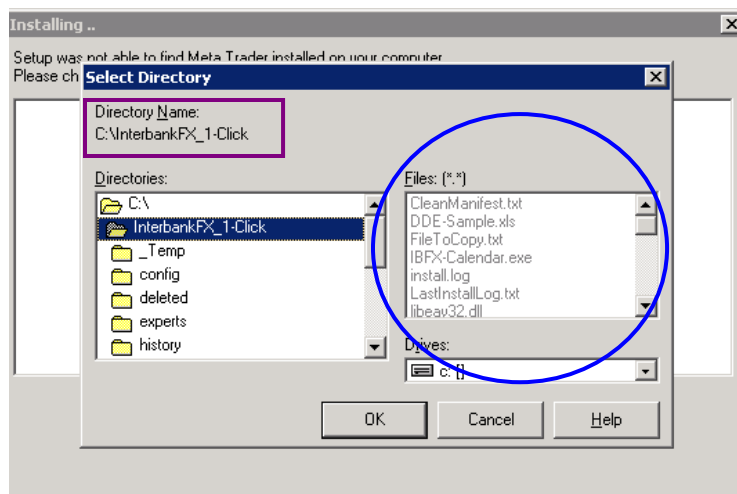 Installing ..
Setup was not able to find Meta Trader installed on your computer
Please ch
Select Directory
Directory Name:
C:\InterbankFX_1-Click
Directories:
C:\
InterbankFX_1-Click
_Temp
config
deleted
experts
history
Files: (*.*)
CleanManifest.txt
DDE-Sample.xls
FileToCopy.txt
IBFX-Calendar.exe
install.log
LastInstallLog.txt
libeay32.dll
Drives:
c: []
OK
Cancel
Help